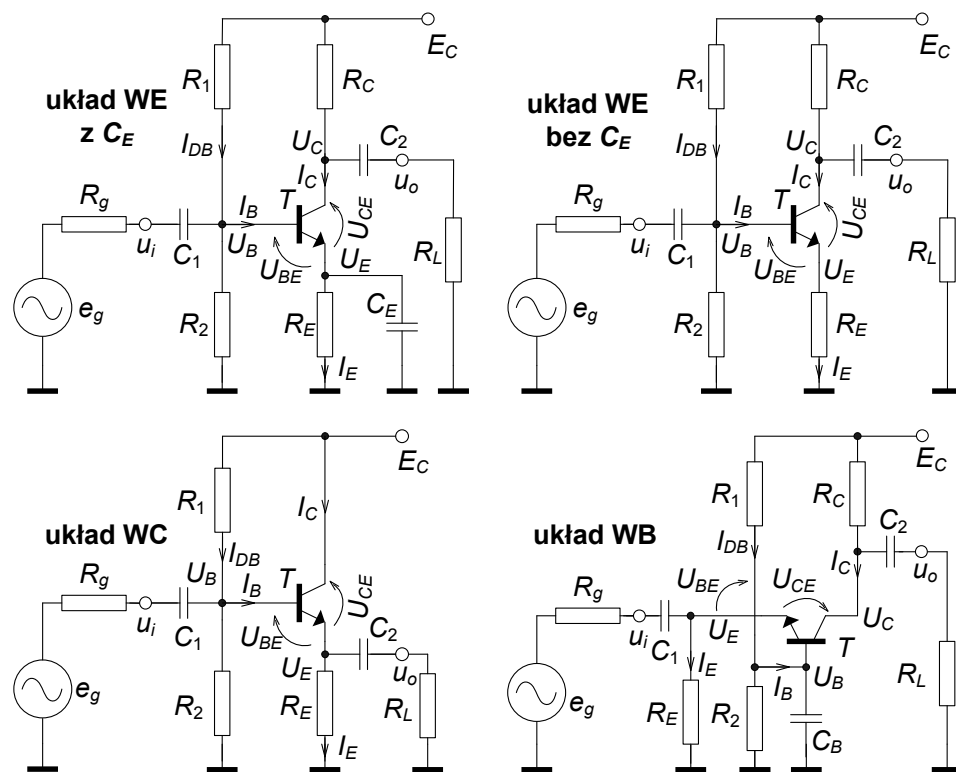 E_C
R_1
R_C
układ WE
z C_E
I_DB
U_C
C_2
I_C
u_o
R_g
I_B
T
U_CE
u_i
C_1
U_B
U_BE
U_E
R_L
e_g
R_2
R_E
C_E
I_E
E_C
R_1
R_C
układ WE
bez C_E
I_DB
U_C
C_2
I_C
u_o
R_g
I_B
T
U_CE
u_i
C_1
U_B
U_BE
U_E
R_L
e_g
R_2
R_E
I_E
E_C
R_1
I_C
układ WC
I_DB
R_g
U_B
I_B
T
U_CE
u_i
C_1
U_BE
C_2
U_E
u_o
e_g
R_2
R_E
R_L
I_E
E_C
R_1
R_C
układ WB
I_DB
C_2
I_C
u_o
U_BE
U_CE
R_g
u_i
C_1
U_E
U_C
T
I_E
I_B
U_B
R_L
e_g
R_E
R_2
C_B